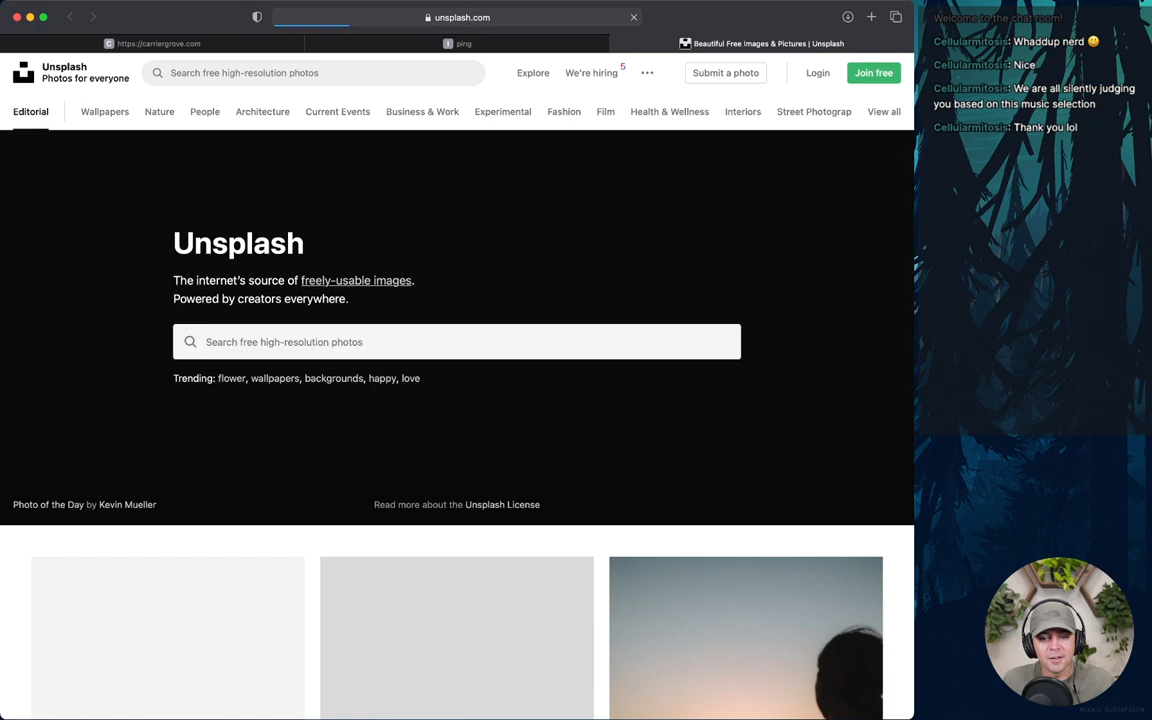 unsplash.com
https://carriergrove.com
ping
Beautiful Free Images & Pictures | Unsplash
Unsplash
Photos for everyone
Search free high-resolution photos
Explore
We're hiring
5
Submit a photo
Login
Join free
Editorial
Wallpapers
Nature
People
Architecture
Current Events
Business & Work
Experimental
Fashion
Film
Health & Wellness
Interiors
Street Photograp
View all
Unsplash
The internet's source of freely-usable images.
Powered by creators everywhere.
Search free high-resolution photos
Trending: flower, wallpapers, backgrounds, happy, love
Photo of the Day by Kevin Mueller
Read more about the Unsplash License
Welcome to the chat room!
Cellularmitosis: Whaddup nerd 😃
Cellularmitosis: Nice
Cellularmitosis: We are all silently judging
you based on this music selection
Cellularmitosis: Thank you lol
MIKAEL GUSTAFSSON